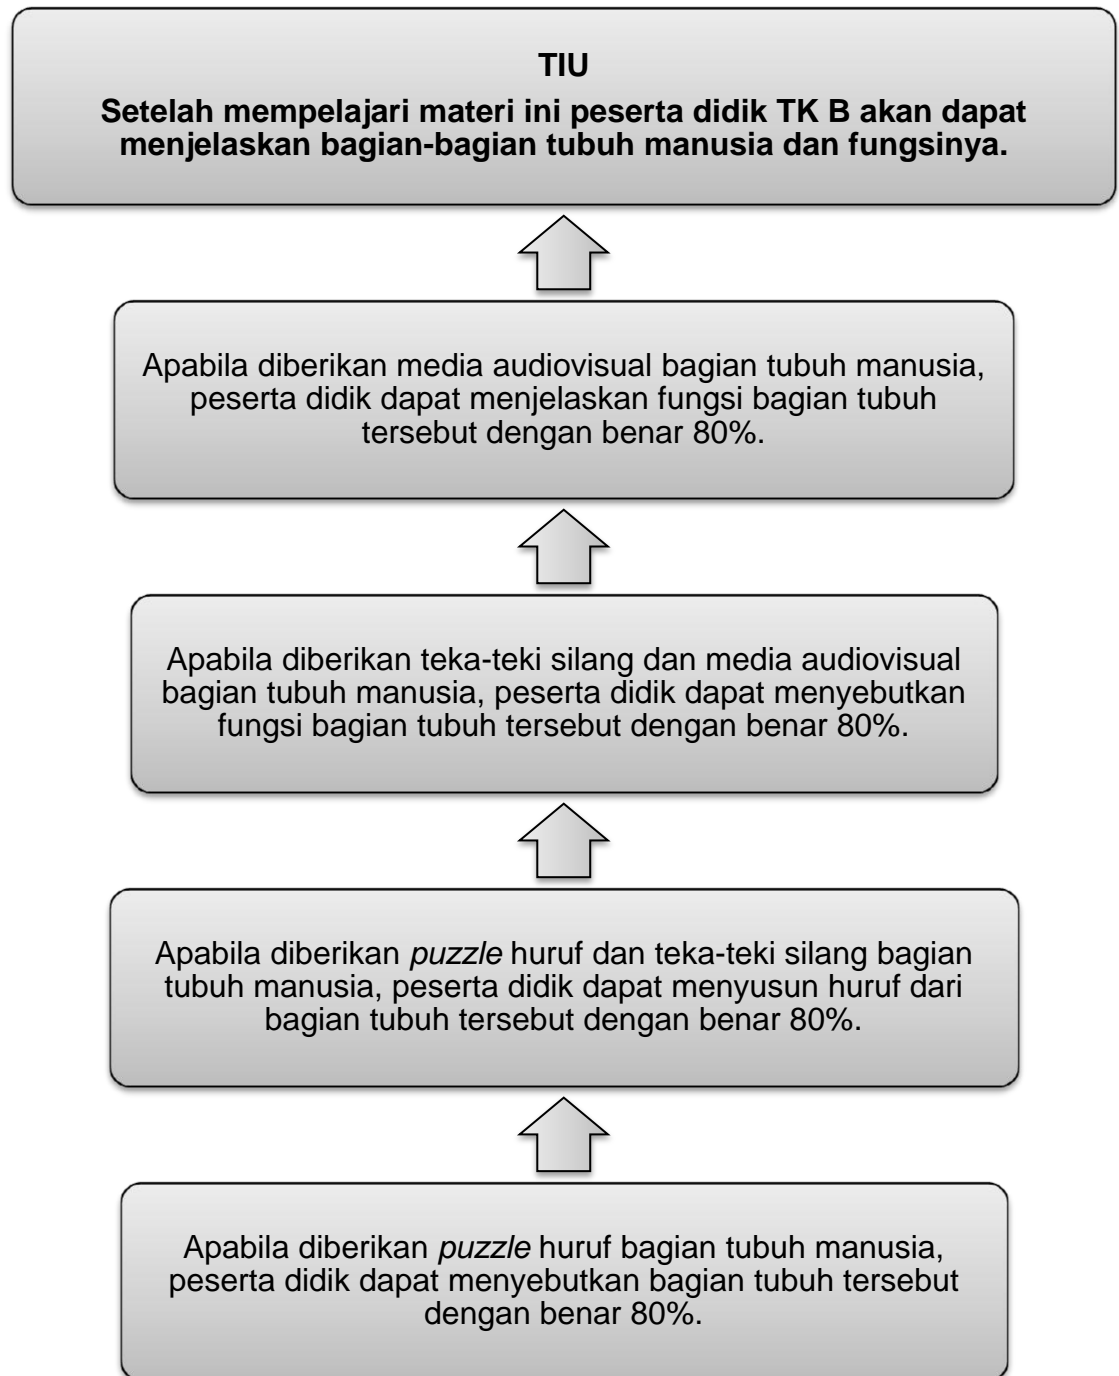 TIU
Setelah mempelajari materi ini peserta didik TK B akan dapat
menjelaskan bagian-bagian tubuh manusia dan fungsinya.
Apabila diberikan media audiovisual bagian tubuh manusia,
peserta didik dapat menjelaskan fungsi bagian tubuh
tersebut dengan benar 80%.
Apabila diberikan teka-teki silang dan media audiovisual
bagian tubuh manusia, peserta didik dapat menyebutkan
fungsi bagian tubuh tersebut dengan benar 80%.
Apabila diberikan puzzle huruf dan teka-teki silang bagian
tubuh manusia, peserta didik dapat menyusun huruf dari
bagian tubuh tersebut dengan benar 80%.
Apabila diberikan puzzle huruf bagian tubuh manusia,
peserta didik dapat menyebutkan bagian tubuh tersebut
dengan benar 80%.